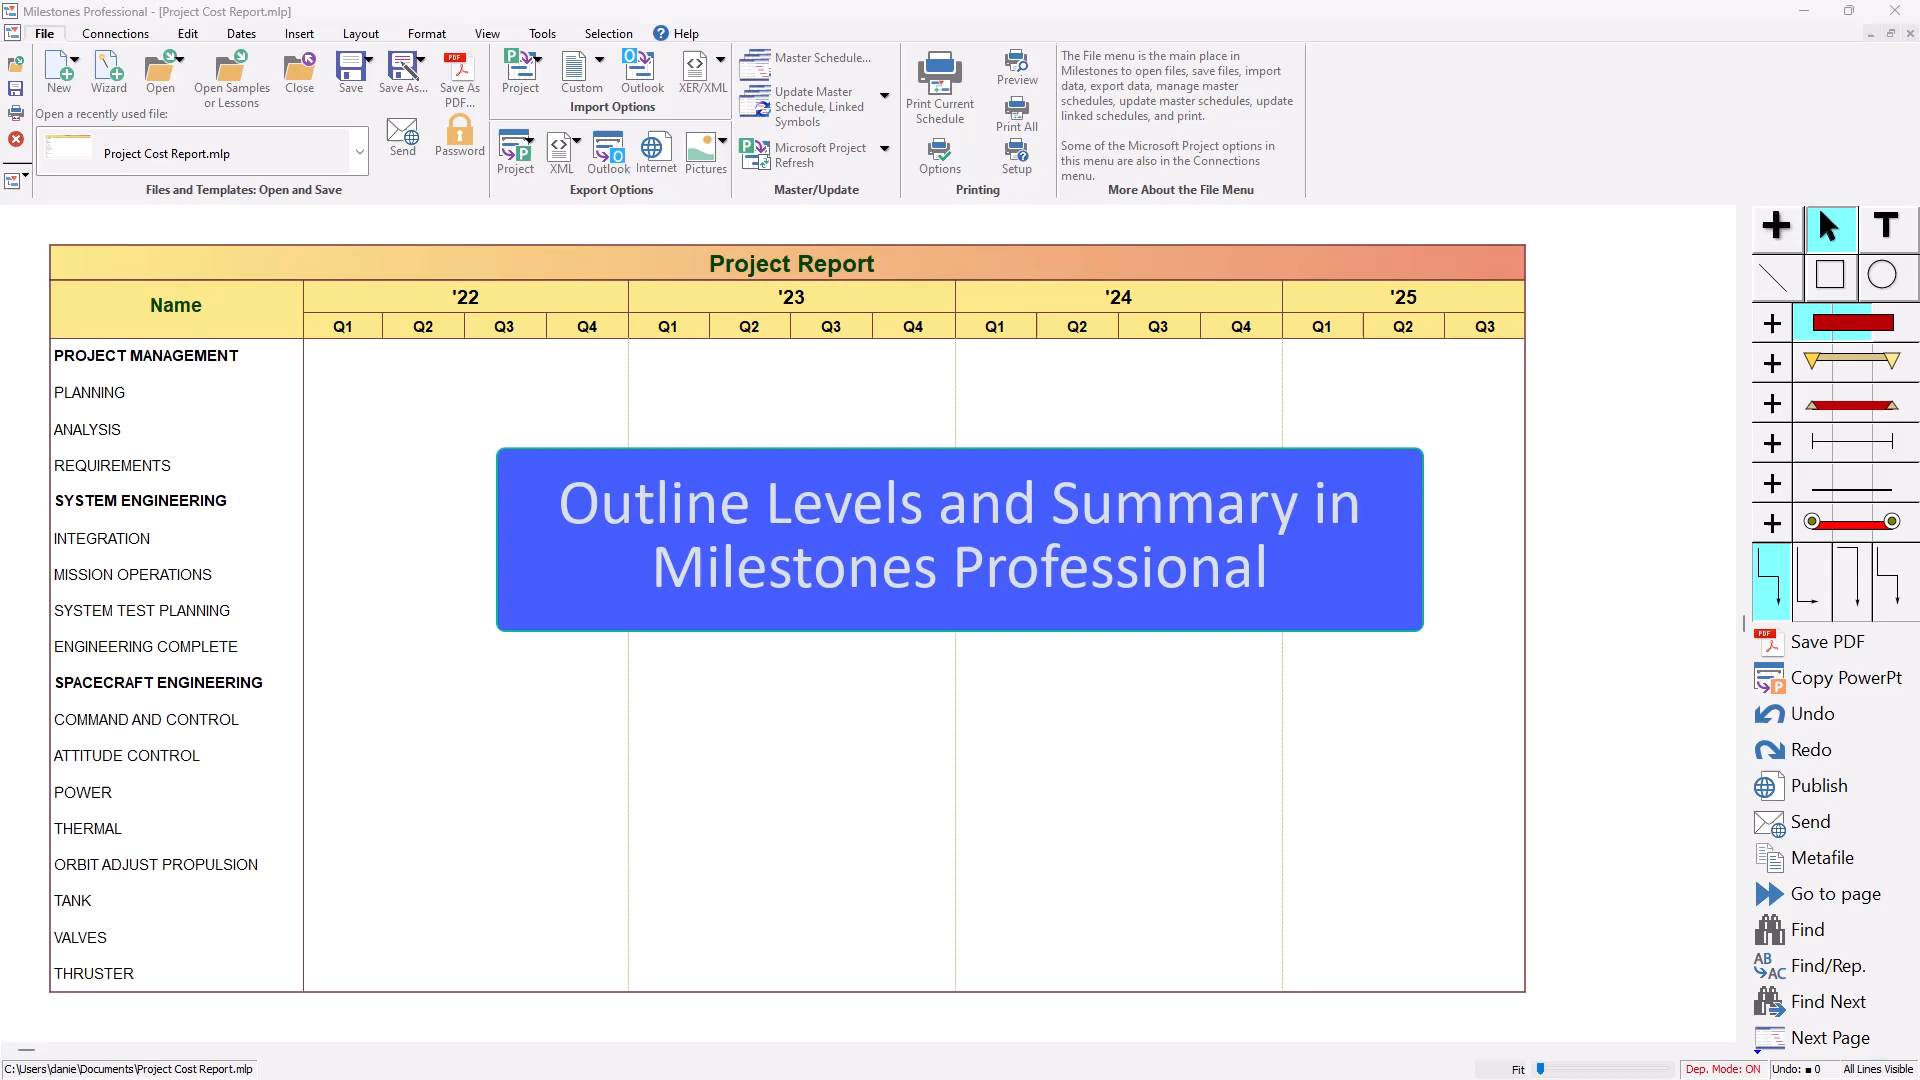 Milestones Professional - [Project Cost Report.mlp]
File Connections Edit Dates Insert Layout Format View Tools Selection ? Help
New Wizard Open Open Samples or Lessons Close Save Save As... PDF Save As PDF...
Open a recently used file:
Project Cost Report.mlp
Send Password
Files and Templates: Open and Save
Project Custom Outlook XER/XML
Import Options
Project XML Outlook Internet Pictures
Export Options
Master Schedule...
Update Master
Schedule, Linked
Symbols
Microsoft Project
Refresh
Master/Update
Print Current
Schedule
Preview
Print All
Options
Setup
Printing
The File menu is the main place in
Milestones to open files, save files, import
data, export data, manage master
schedules, update master schedules, update
linked schedules, and print.
Some of the Microsoft Project options in
this menu are also in the Connections
menu.
More About the File Menu
Project Report
Name
'22 '23 '24 '25
Q1 Q2 Q3 Q4 Q1 Q2 Q3 Q4 Q1 Q2 Q3 Q4 Q1 Q2 Q3
PROJECT MANAGEMENT
PLANNING
ANALYSIS
REQUIREMENTS
SYSTEM ENGINEERING
INTEGRATION
MISSION OPERATIONS
SYSTEM TEST PLANNING
ENGINEERING COMPLETE
SPACECRAFT ENGINEERING
COMMAND AND CONTROL
ATTITUDE CONTROL
POWER
THERMAL
ORBIT ADJUST PROPULSION
TANK
VALVES
THRUSTER
Outline Levels and Summary in
Milestones Professional
T
PDF Save PDF
Copy PowerPt
Undo
Redo
Publish
Send
Metafile
Go to page
Find
AB AC Find/Rep.
Find Next
Next Page
C:\Users\danie\Documents\Project Cost Report.mlp
Fit
Dep. Mode: ON
Undo: ■ 0
All Lines Visible